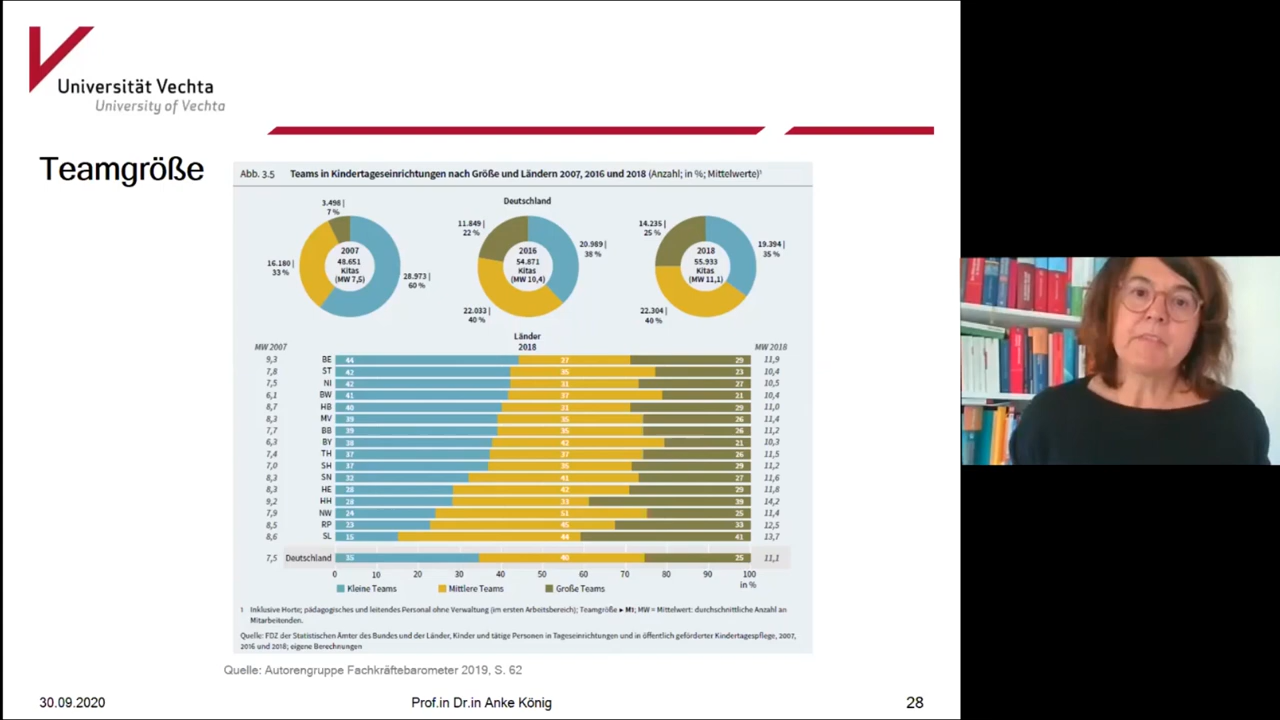 Universität Vechta
University of Vechta
Teamgröße
Abb. 3.5 Teams in Kindertageseinrichtungen nach Größe und Ländern 2007, 2016 und 2018 (Anzahl; in %; Mittelwerte)¹
Deutschland
3.498 |
7 %
16.180 |
33 %
2007
48.651
Kitas
(MW 7,5)
28.973 |
60 %
11.849 |
22 %
2016
54.871
Kitas
(MW 10,4)
20.989 |
38 %
22.033 |
40 %
14.235 |
25 %
2018
55.933
Kitas
(MW 11,1)
19.394 |
35 %
22.304 |
40 %
Länder
2018
MW 2007 MW 2018
9,3 BE 44 27 29 11,9
7,8 ST 42 35 23 10,4
7,5 NI 42 31 27 10,5
6,1 BW 41 37 21 10,4
8,7 HB 40 31 29 11,0
8,3 MV 39 35 26 11,4
7,7 BB 39 35 26 11,2
6,3 BY 38 42 21 10,3
7,4 TH 37 37 26 11,5
7,0 SH 37 35 29 11,2
8,3 SN 32 41 27 11,6
8,3 HE 28 42 29 11,8
9,2 HH 28 33 39 14,2
7,9 NW 24 51 25 11,4
8,5 RP 23 45 33 12,5
8,6 SL 15 44 41 13,7
7,5 Deutschland 35 40 25 11,1
0 10 20 30 40 50 60 70 80 90 100
in %
Kleine Teams Mittlere Teams Große Teams
1 Inklusive Horte; pädagogisches und leitendes Personal ohne Verwaltung (im ersten Arbeitsbereich); Teamgröße ▸ M1; MW = Mittelwert: durchschnittliche Anzahl an
Mitarbeitenden.
Quelle: FDZ der Statistischen Ämter des Bundes und der Länder, Kinder und tätige Personen in Tageseinrichtungen und in öffentlich geförderter Kindertagespflege, 2007,
2016 und 2018; eigene Berechnungen
Quelle: Autorengruppe Fachkräftebarometer 2019, S. 62
30.09.2020 Prof.in Dr.in Anke König 28